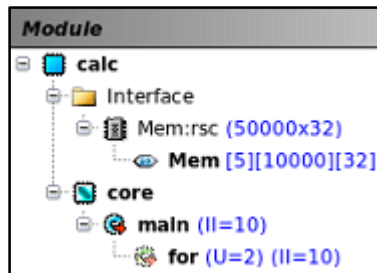 Module
calc
Interface
Mem:rsc (50000x32)
Mem [5][10000][32]
core
main (II=10)
for (U=2) (II=10)